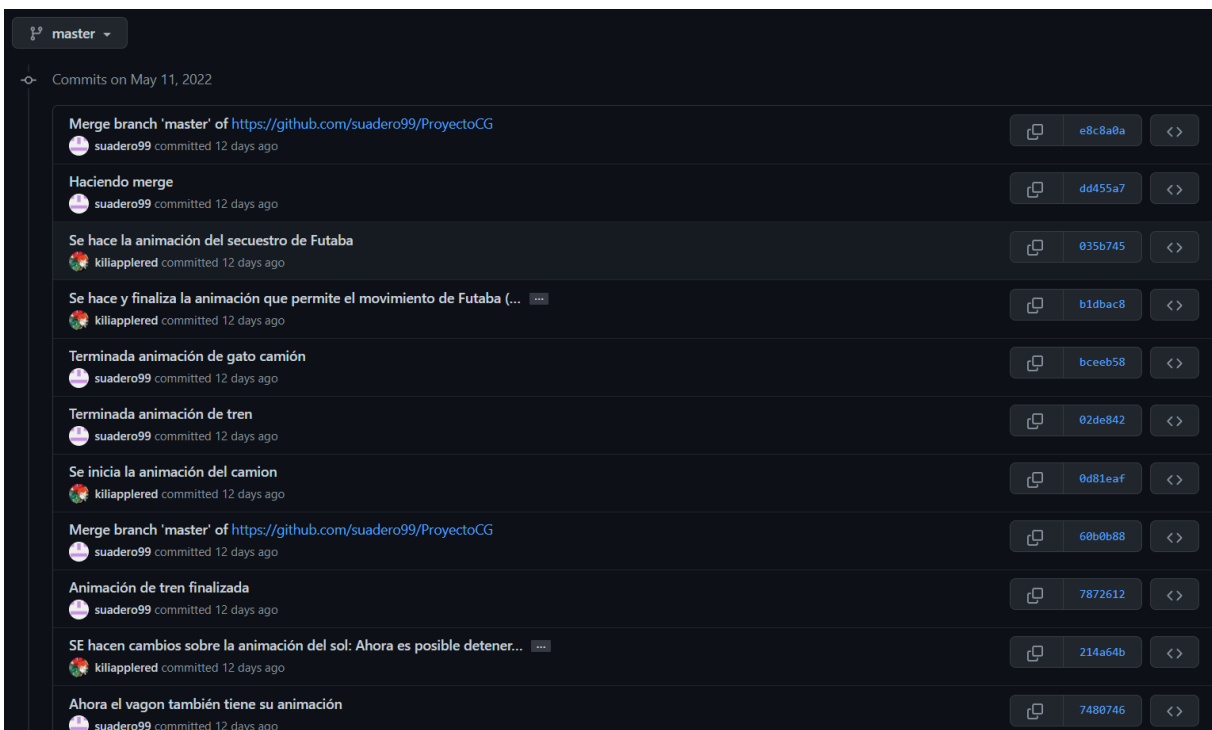 master
Commits on May 11, 2022
Merge branch 'master' of https://github.com/suadero99/ProyectoCG
suadero99 committed 12 days ago
e8c8a0a
Haciendo merge
suadero99 committed 12 days ago
dd455a7
Se hace la animación del secuestro de Futaba
kiliapplered committed 12 days ago
035b745
Se hace y finaliza la animación que permite el movimiento de Futaba (... ...
kiliapplered committed 12 days ago
b1dbac8
Terminada animación de gato camión
suadero99 committed 12 days ago
bceeb58
Terminada animación de tren
suadero99 committed 12 days ago
02de842
Se inicia la animación del camion
kiliapplered committed 12 days ago
0d81eaf
Merge branch 'master' of https://github.com/suadero99/ProyectoCG
suadero99 committed 12 days ago
60b0b88
Animación de tren finalizada
suadero99 committed 12 days ago
7872612
SE hacen cambios sobre la animación del sol: Ahora es posible detener... ...
kiliapplered committed 12 days ago
214a64b
Ahora el vagon también tiene su animación
suadero99 committed 12 days ago
7480746